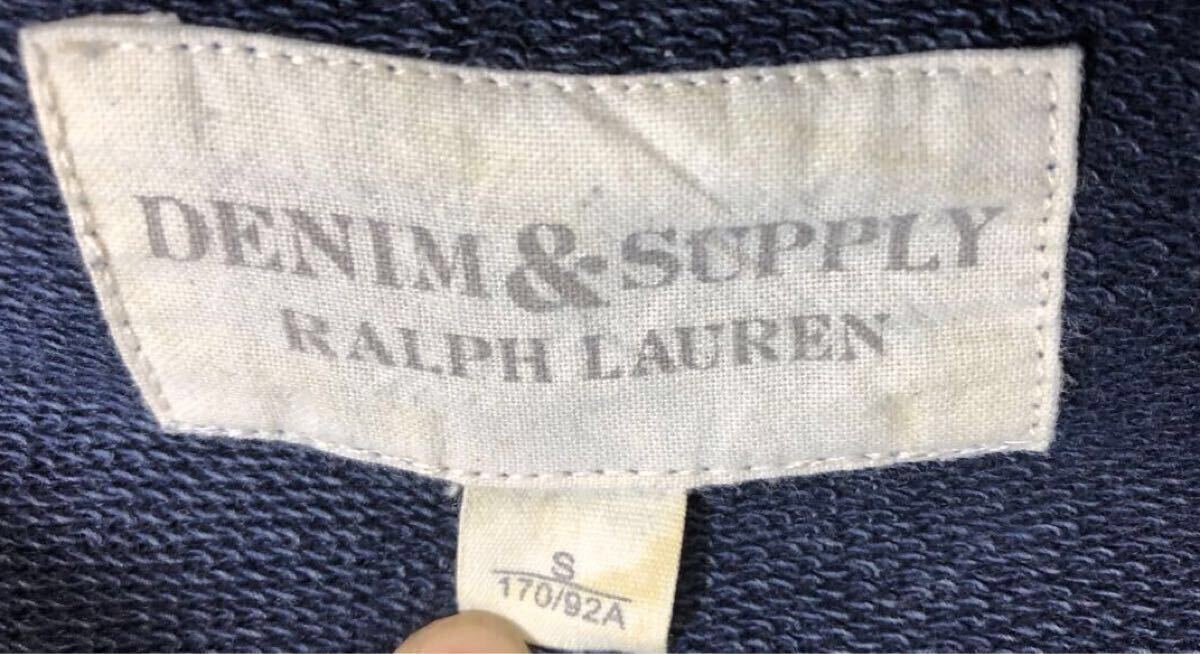 DENIM & SUPPLY
RALPH LAUREN
S
170/92A